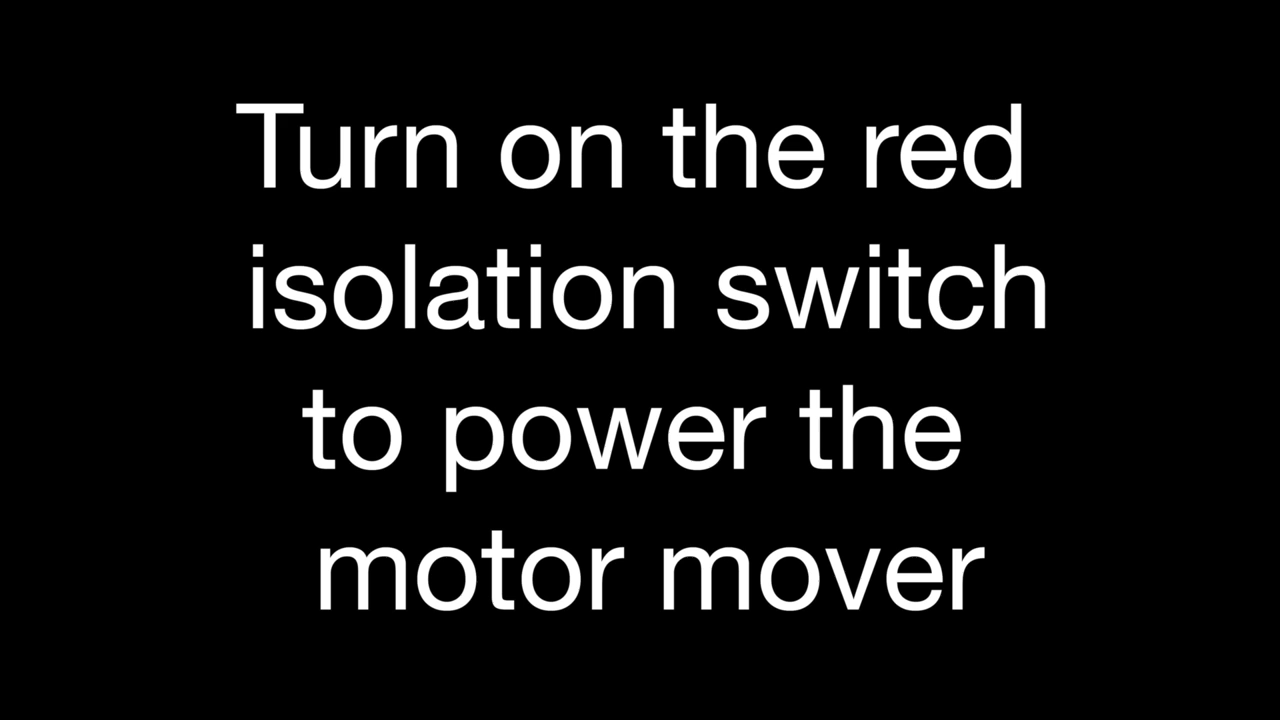 Turn on the red
isolation switch
to power the
motor mover